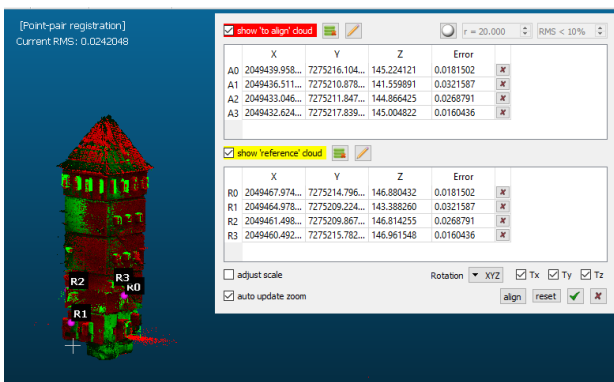 [Point-pair registration]
Current RMS: 0.0242048
show 'to align' cloud
r = 20.000
RMS < 10%
X Y Z Error
A0 2049439.958... 7275216.104... 145.224121 0.0181502
A1 2049436.511... 7275210.878... 141.559891 0.0321587
A2 2049433.046... 7275211.847... 144.866425 0.0268791
A3 2049432.624... 7275217.839... 145.004822 0.0160436
show 'reference' cloud
X Y Z Error
R0 2049467.974... 7275214.796... 146.880432 0.0181502
R1 2049464.978... 7275209.224... 143.388260 0.0321587
R2 2049461.498... 7275209.867... 146.814255 0.0268791
R3 2049460.492... 7275215.782... 146.961548 0.0160436
adjust scale
Rotation XYZ Tx Ty Tz
auto update zoom
align reset
R2
R3
R0
R1